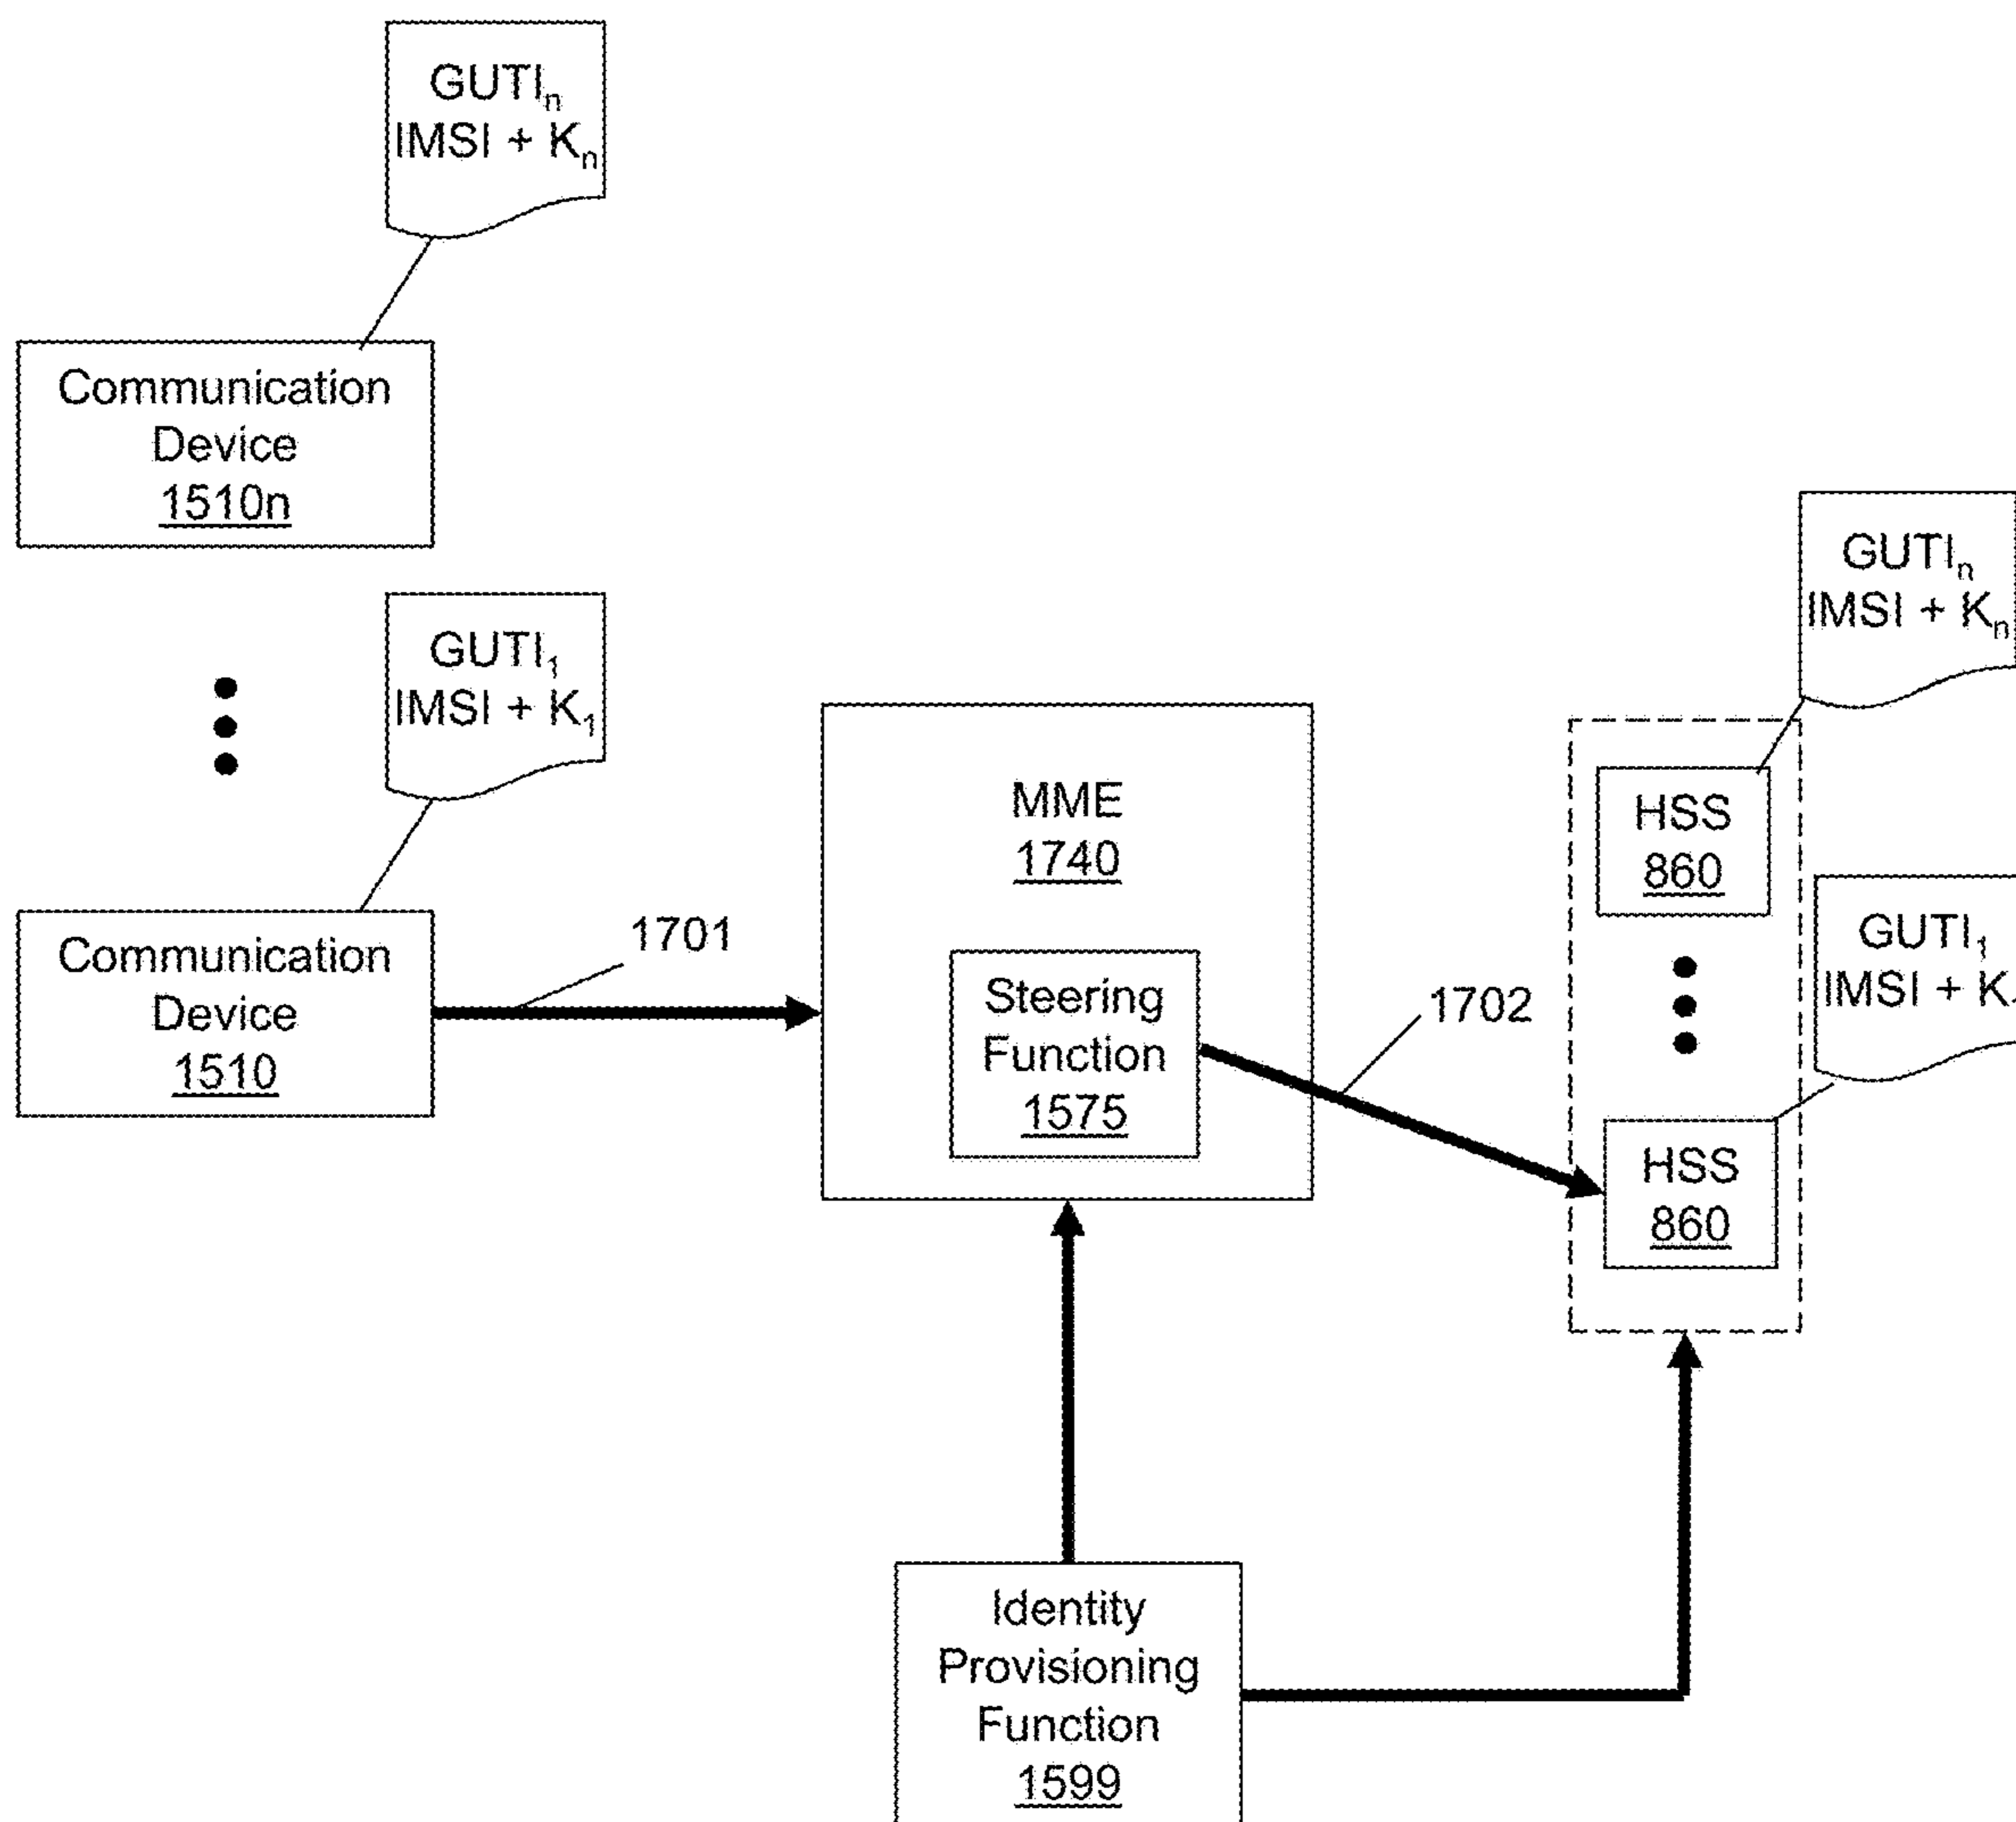 GUTIₙ
IMSI + Kₙ
Communication
Device
1510n
GUTI₁
IMSI + K₁
Communication
Device
1510
1701
MME
1740
Steering
Function
1575
1702
GUTIₙ
IMSI + Kₙ
HSS
860
GUTI₁
IMSI + K
HSS
860
Identity
Provisioning
Function
1599